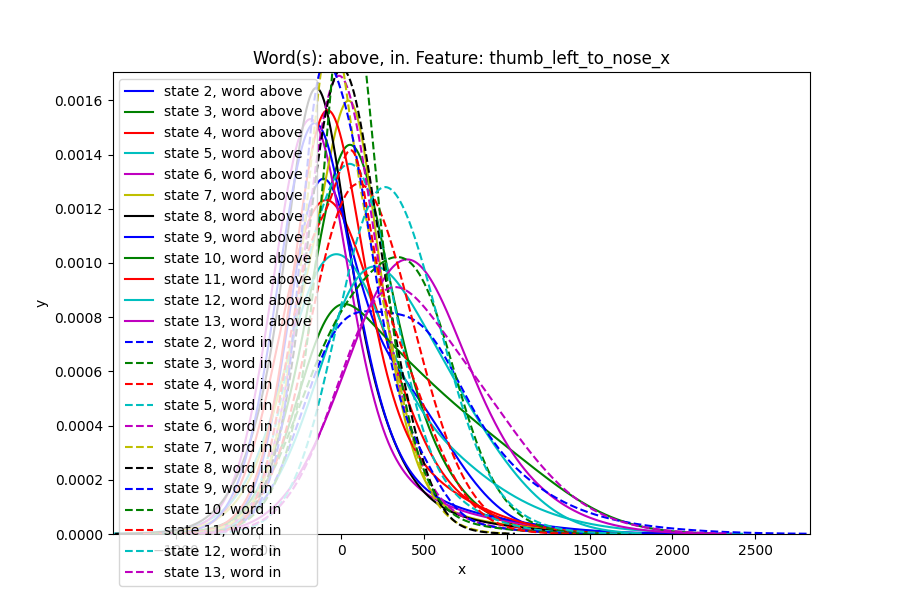 Word(s): above, in. Feature: thumb_left_to_nose_x
y
0.0016
0.0014
0.0012
0.0010
0.0008
0.0006
0.0004
0.0002
0.0000
state 2, word above
state 3, word above
state 4, word above
state 5, word above
state 6, word above
state 7, word above
state 8, word above
state 9, word above
state 10, word above
state 11, word above
state 12, word above
state 13, word above
state 2, word in
state 3, word in
state 4, word in
state 5, word in
state 6, word in
state 7, word in
state 8, word in
state 9, word in
state 10, word in
state 11, word in
state 12, word in
state 13, word in
0 500 1000 1500 2000 2500
x